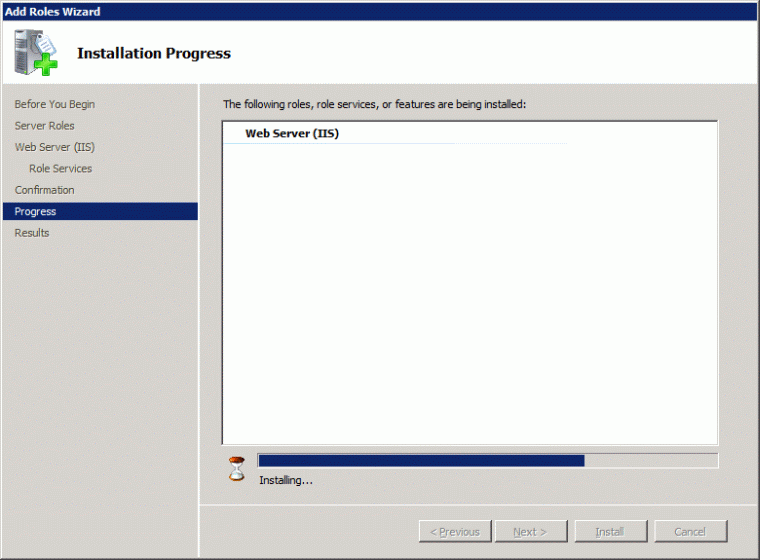 Add Roles Wizard
Installation Progress
Before You Begin
Server Roles
Web Server (IIS)
Role Services
Confirmation
Progress
Results
The following roles, role services, or features are being installed:
Web Server (IIS)
Installing...
< Previous
Next >
Install
Cancel